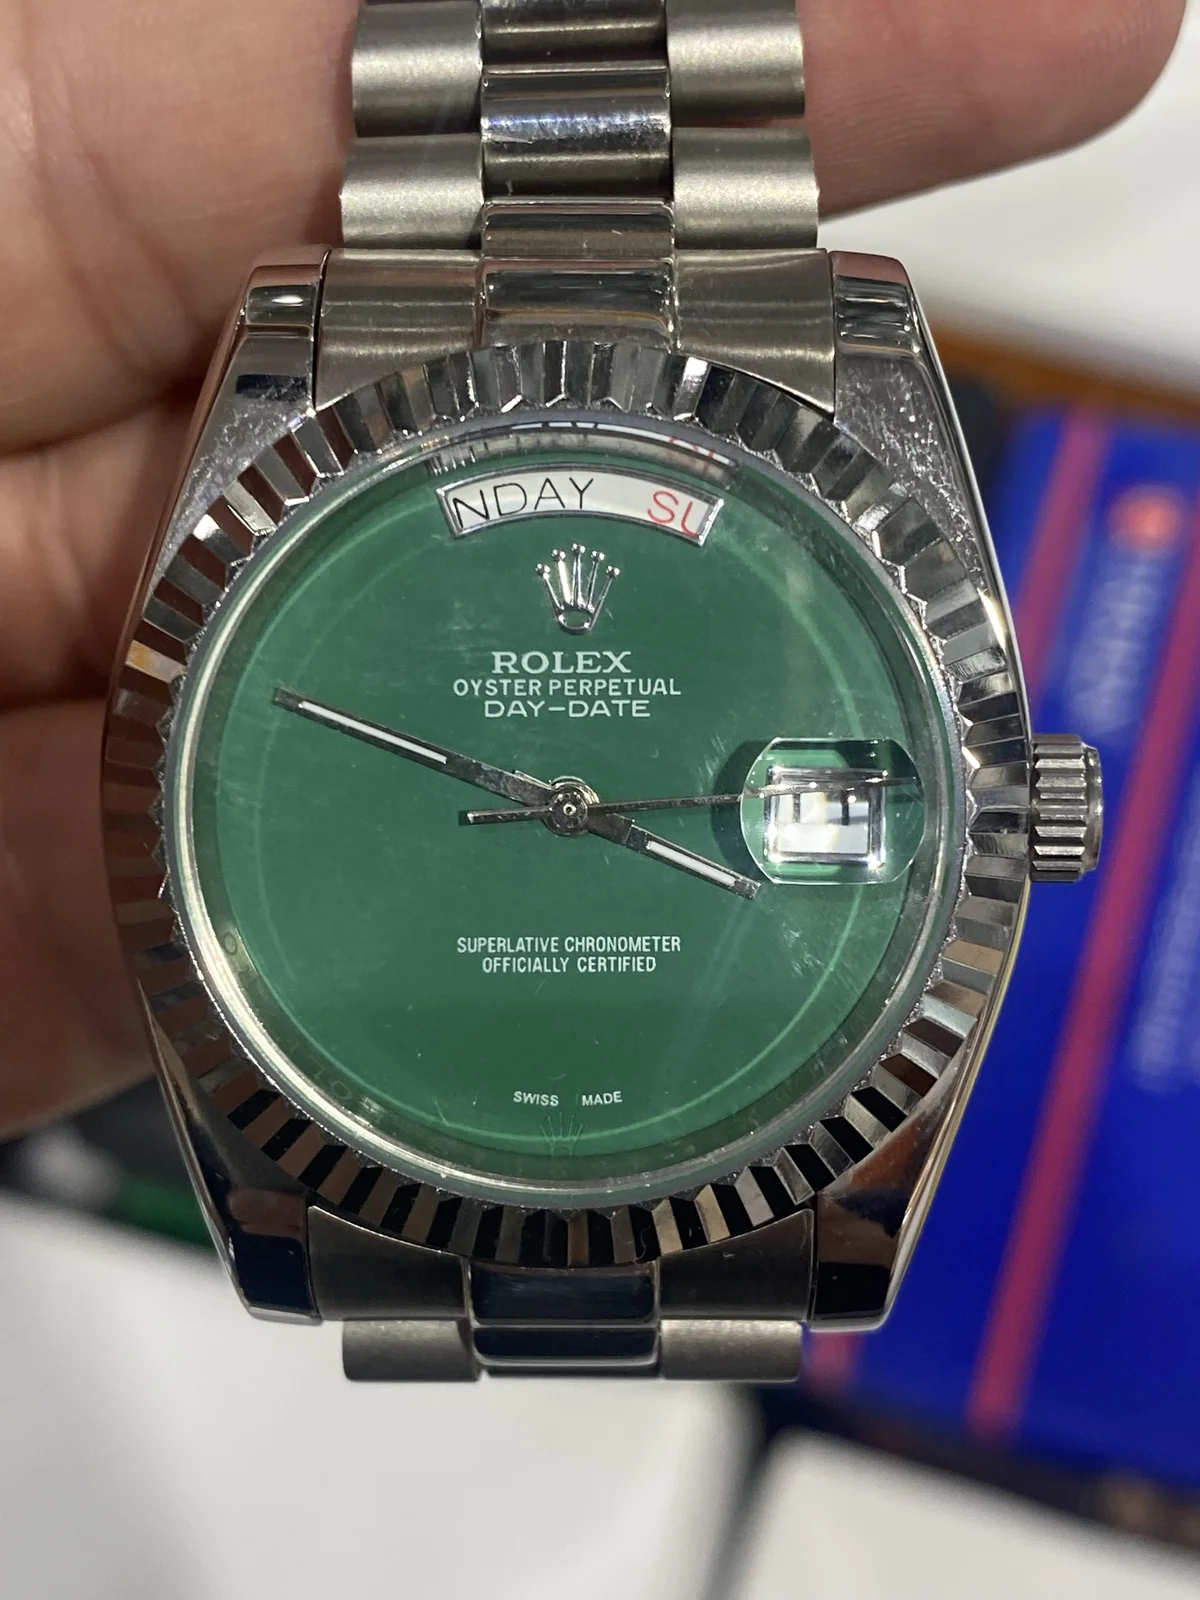 NDAY SU
ROLEX
OYSTER PERPETUAL
DAY-DATE
SUPERLATIVE CHRONOMETER
OFFICIALLY CERTIFIED
SWISS MADE